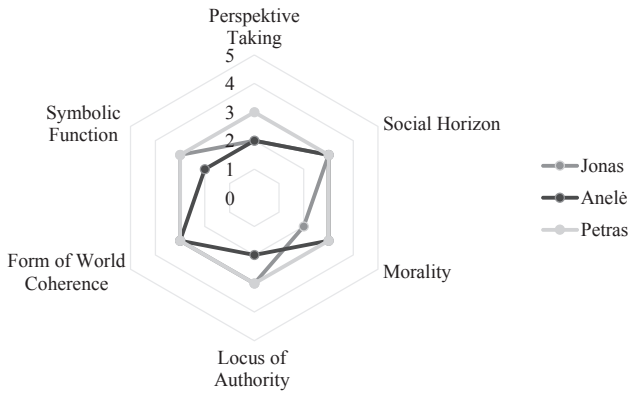 Perspektive
Taking
5
4
3
2
1
0
Symbolic
Function
Social Horizon
Form of World
Coherence
Morality
Locus of
Authority
Jonas
Anelė
Petras